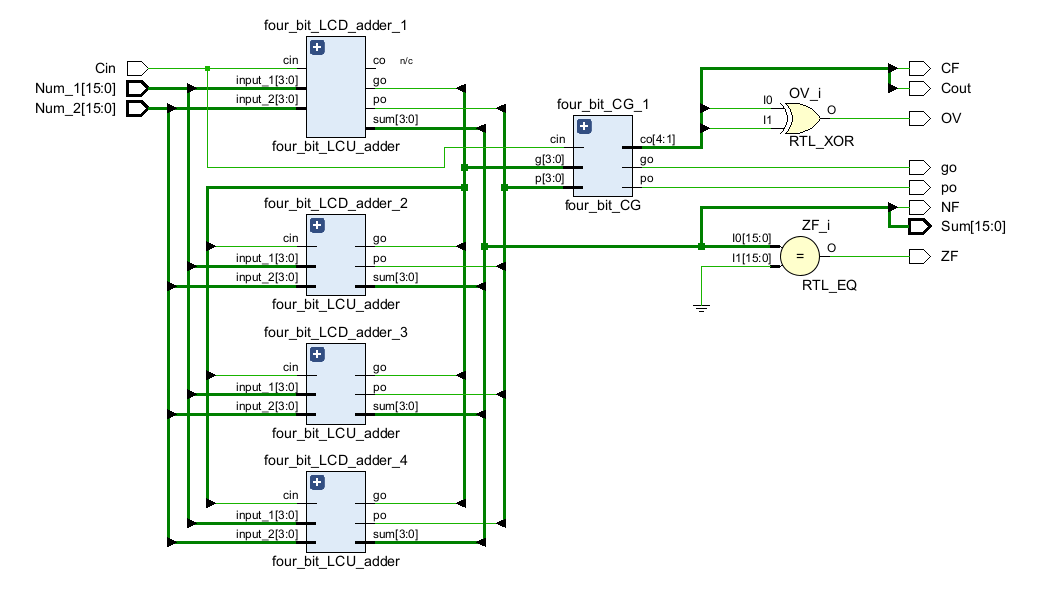 four_bit_LCD_adder_1
Cin
Num_1[15:0]
Num_2[15:0]
cin
input_1[3:0]
input_2[3:0]
co n/c
go
po
sum[3:0]
four_bit_LCU_adder
four_bit_LCD_adder_2
cin
input_1[3:0]
input_2[3:0]
go
po
sum[3:0]
four_bit_LCU_adder
four_bit_LCD_adder_3
cin
input_1[3:0]
input_2[3:0]
go
po
sum[3:0]
four_bit_LCU_adder
four_bit_LCD_adder_4
cin
input_1[3:0]
input_2[3:0]
go
po
sum[3:0]
four_bit_LCU_adder
four_bit_CG_1
cin
g[3:0]
p[3:0]
co[4:1]
go
po
four_bit_CG
OV_i
I0
I1
O
RTL_XOR
ZF_i
I0[15:0]
I1[15:0]
=
O
RTL_EQ
CF
Cout
OV
go
po
NF
Sum[15:0]
ZF